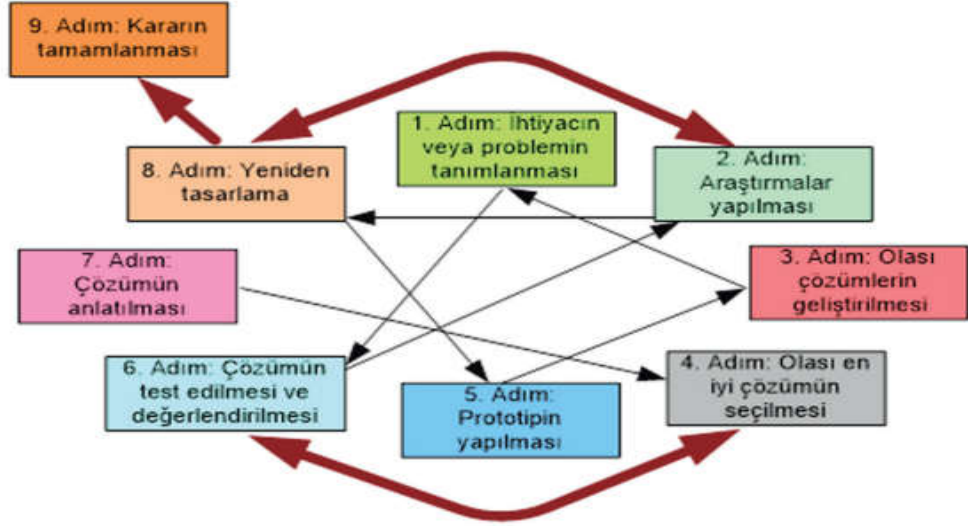 9. Adım: Kararın
tamamlanması
1. Adım: İhtiyacın
veya problemin
tanımlanması
2. Adım:
Araştırmalar
yapılması
8. Adım: Yeniden
tasarlama
7. Adım:
Çözümün
anlatılması
3. Adım: Olası
çözümlerin
geliştirilmesi
6. Adım: Çözümün
test edilmesi ve
değerlendirilmesi
5. Adım:
Prototipin
yapılması
4. Adım: Olası en
iyi çözümün
seçilmesi